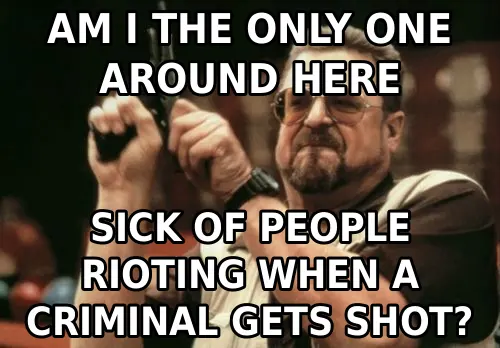 AM I THE ONLY ONE
AROUND HERE
SICK OF PEOPLE
RIOTING WHEN A
CRIMINAL GETS SHOT?